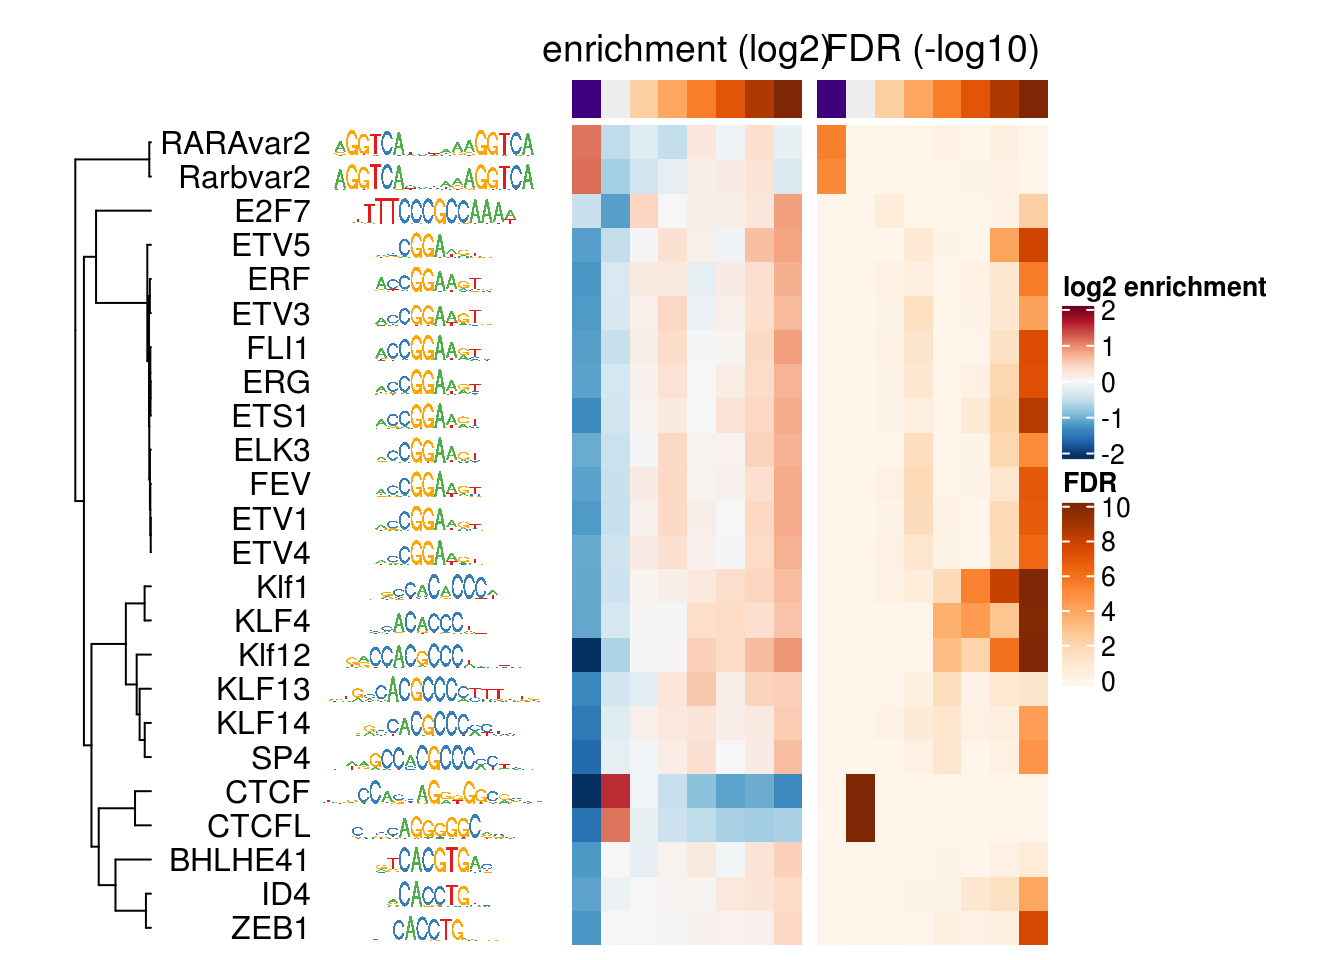 enrichment (log2)
FDR (-log10)
RARAvar2
Rarbvar2
E2F7
ETV5
ERF
ETV3
FLI1
ERG
ETS1
ELK3
FEV
ETV1
ETV4
Klf1
KLF4
Klf12
KLF13
KLF14
SP4
CTCF
CTCFL
BHLHE41
ID4
ZEB1
log2 enrichment
2
1
0
-1
-2
FDR
10
8
6
4
2
0